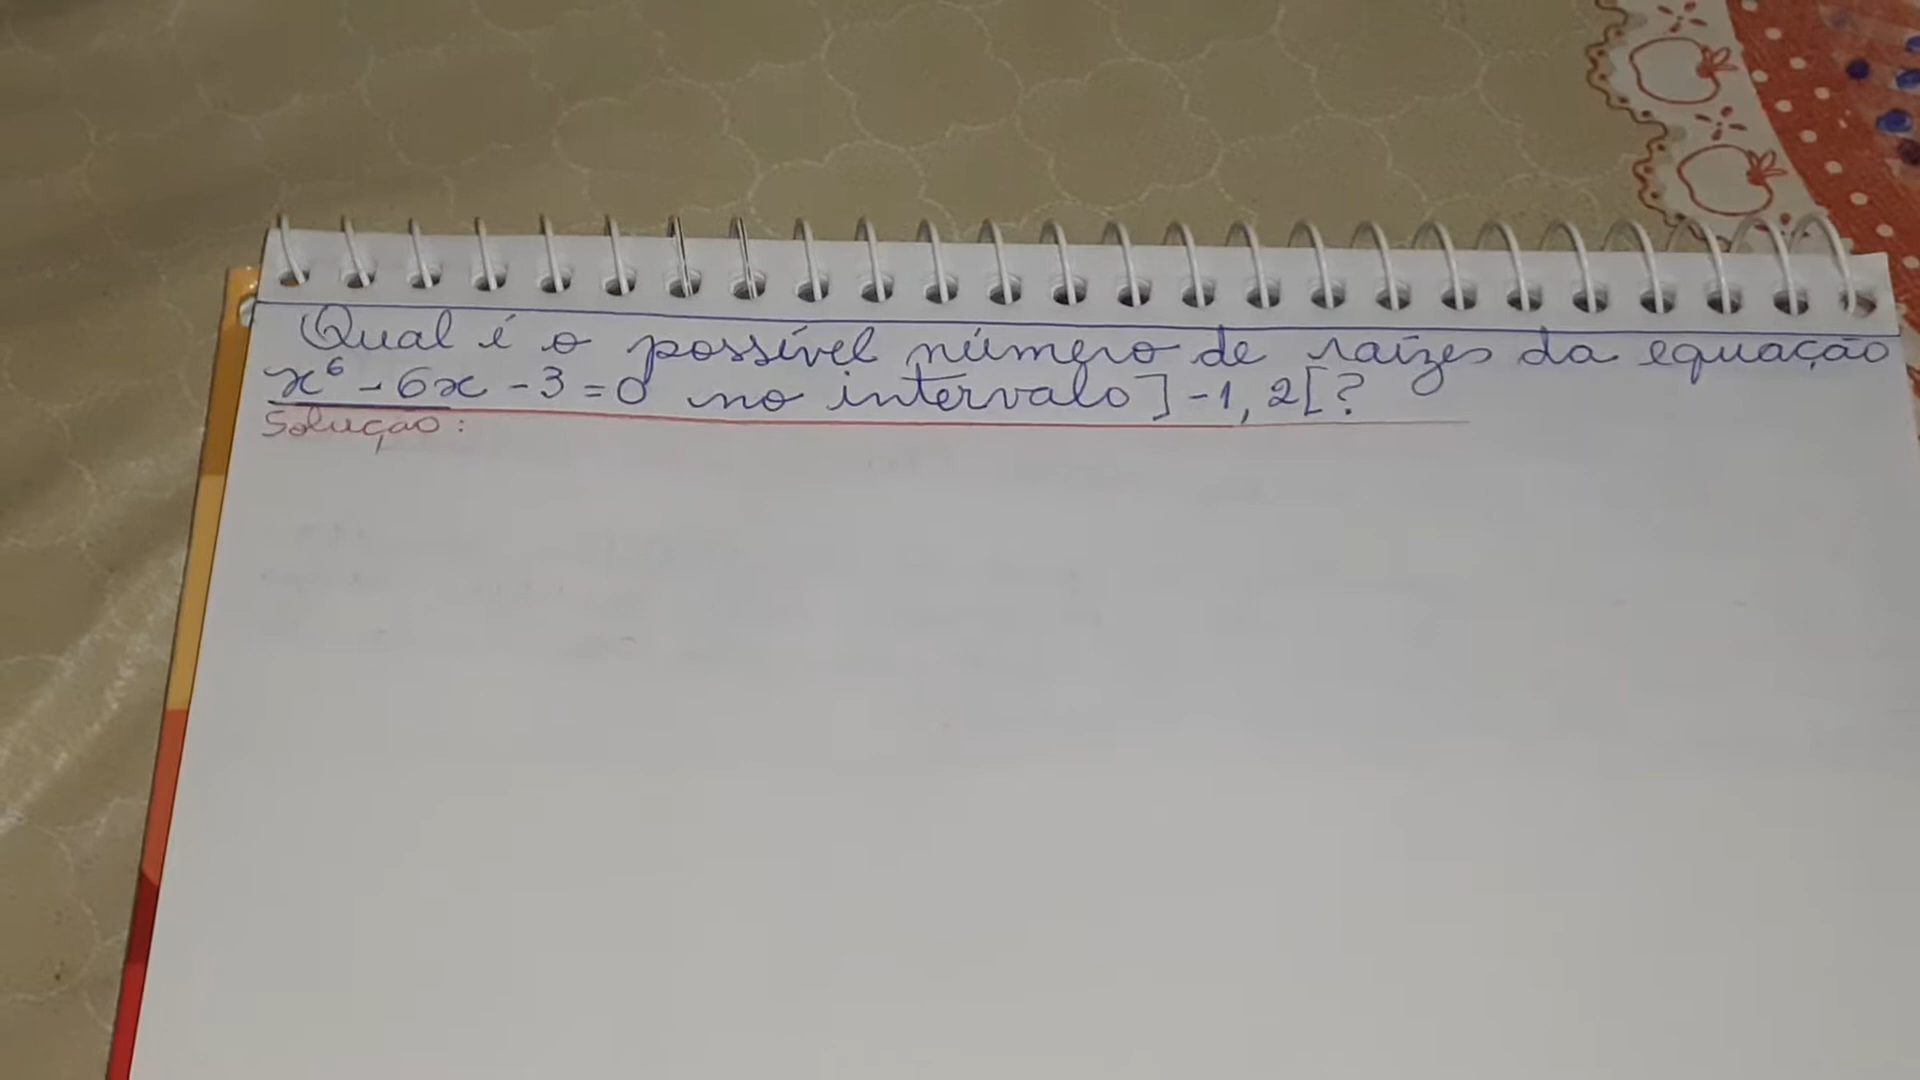 Qual é o possível número de raízes da equação
x⁶ - 6x - 3 = 0 no intervalo ] -1, 2[ ?
Solução: